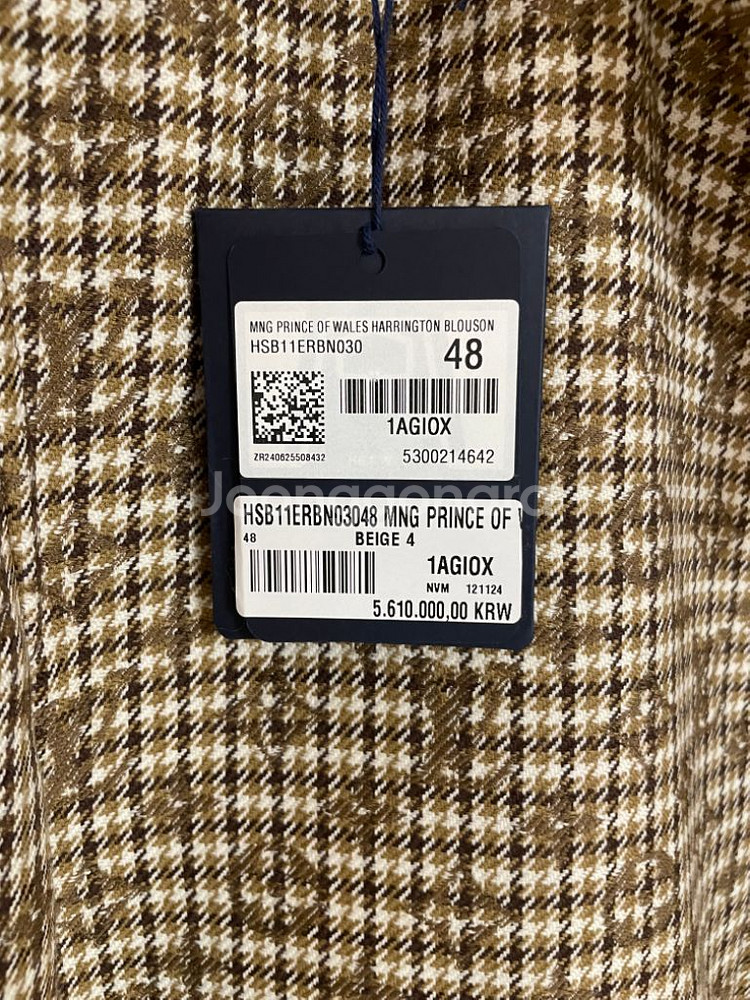 MNG PRINCE OF WALES HARRINGTON BLOUSON
HSB11ERBN030
48
1AGIOX
ZR240625508432
5300214642
HSB11ERBN03048 MNG PRINCE OF
48
BEIGE 4
1AGIOX
NVM 121124
5.610.000,00 KRW